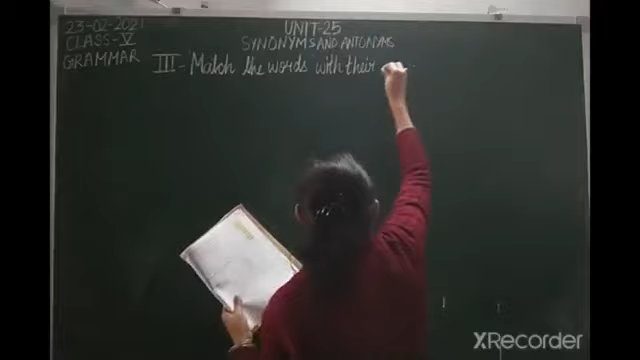 23-02-2021
CLASS-V
GRAMMAR
UNIT-25
SYNONYMS AND ANTONYMS
III - Match the words with their
XRecorder